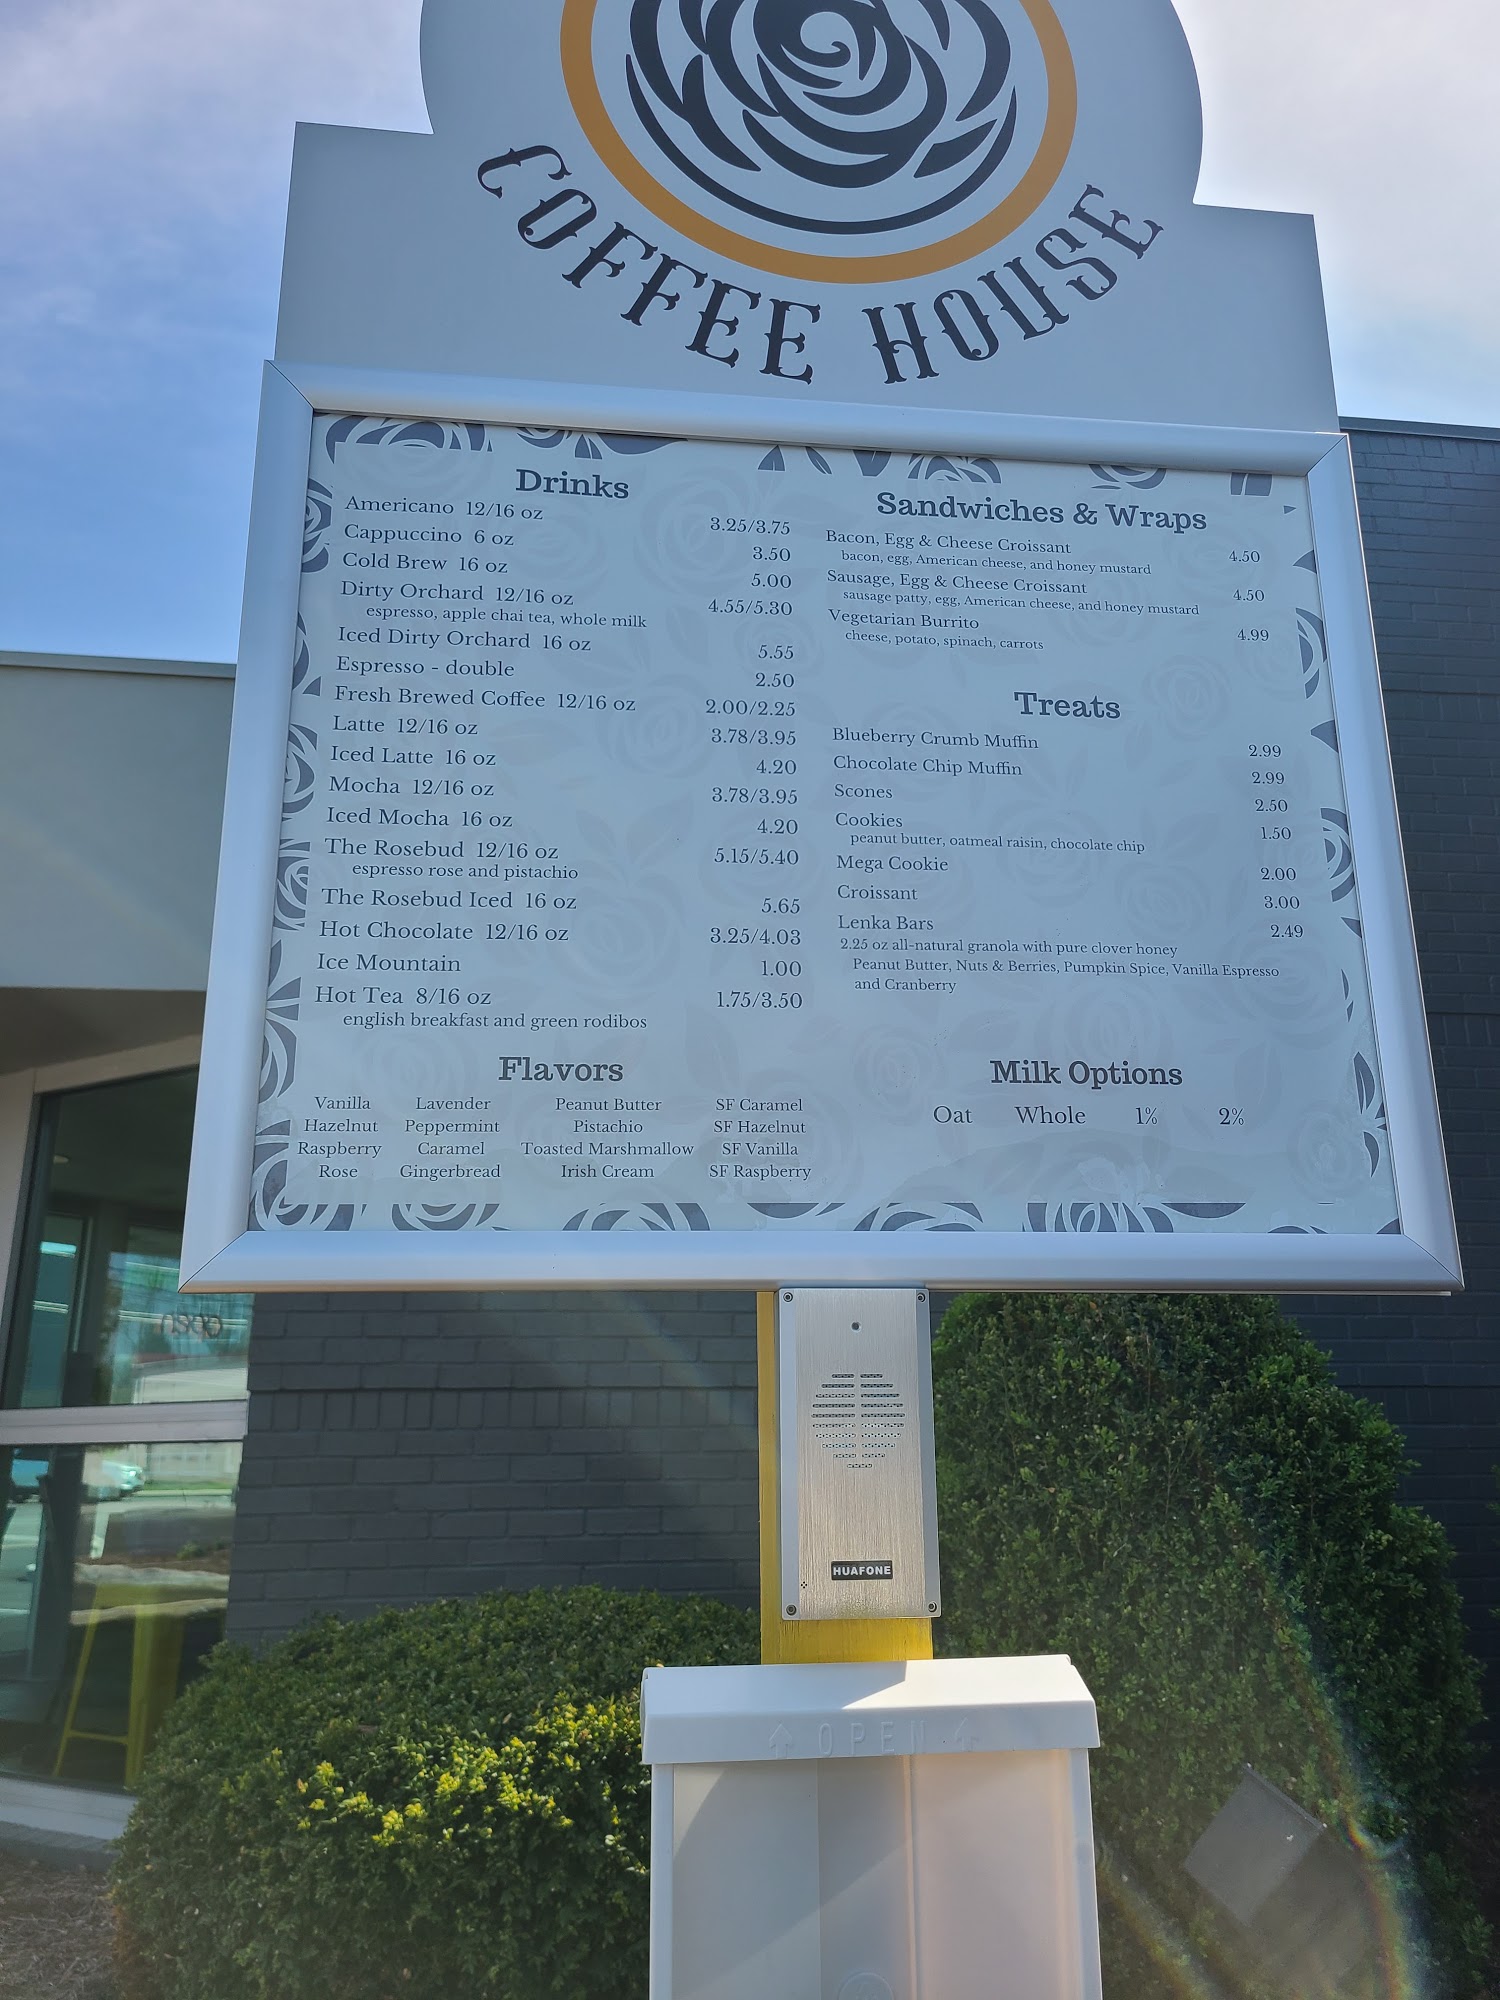 COFFEE HOUSE
Drinks
Americano 12/16 oz 3.25/3.75
Cappuccino 6 oz 3.50
Cold Brew 16 oz 5.00
Dirty Orchard 12/16 oz 4.55/5.30
espresso, apple chai tea, whole milk
Iced Dirty Orchard 16 oz 5.55
Espresso - double 2.50
Fresh Brewed Coffee 12/16 oz 2.00/2.25
Latte 12/16 oz 3.78/3.95
Iced Latte 16 oz 4.20
Mocha 12/16 oz 3.78/3.95
Iced Mocha 16 oz 4.20
The Rosebud 12/16 oz 5.15/5.40
espresso rose and pistachio
The Rosebud Iced 16 oz 5.65
Hot Chocolate 12/16 oz 3.25/4.03
Ice Mountain 1.00
Hot Tea 8/16 oz 1.75/3.50
english breakfast and green rodibos
Flavors
Vanilla Lavender Peanut Butter SF Caramel
Hazelnut Peppermint Pistachio SF Hazelnut
Raspberry Caramel Toasted Marshmallow SF Vanilla
Rose Gingerbread Irish Cream SF Raspberry
Sandwiches & Wraps
Bacon, Egg & Cheese Croissant 4.50
bacon, egg, American cheese, and honey mustard
Sausage, Egg & Cheese Croissant 4.50
sausage patty, egg, American cheese, and honey mustard
Vegetarian Burrito 4.99
cheese, potato, spinach, carrots
Treats
Blueberry Crumb Muffin 2.99
Chocolate Chip Muffin 2.99
Scones 2.50
Cookies 1.50
peanut butter, oatmeal raisin, chocolate chip
Mega Cookie 2.00
Croissant 3.00
Lenka Bars 2.49
2.25 oz all-natural granola with pure clover honey
Peanut Butter, Nuts & Berries, Pumpkin Spice, Vanilla Espresso
and Cranberry
Milk Options
Oat Whole 1% 2%
open
HUAFONE
OPEN